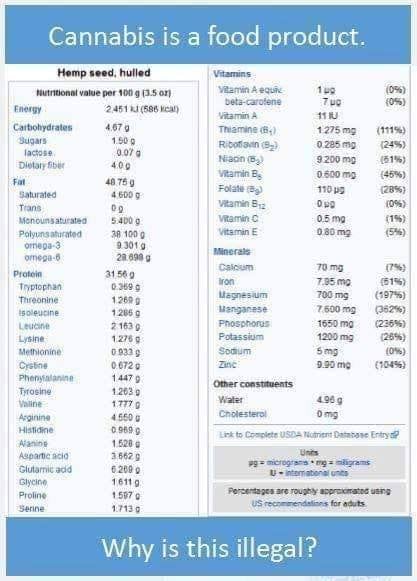 Cannabis is a food product.
Hemp seed, hulled
Nutritional value per 100 g (3.5 oz)
Energy 2,451 kJ (586 kcal)
Carbohydrates 4.67 g
Sugars 1.50 g
lactose 0.07 g
Dietary fiber 4.0 g
Fat 48.75 g
Saturated 4.600 g
Trans 0 g
Monounsaturated 5.400 g
Polyunsaturated 38.100 g
omega-3 9.301 g
omega-6 28.698 g
Protein 31.56 g
Tryptophan 0.369 g
Threonine 1.269 g
Isoleucine 1.286 g
Leucine 2.163 g
Lysine 1.276 g
Methionine 0.933 g
Cystine 0.672 g
Phenylalanine 1.447 g
Tyrosine 1.263 g
Valine 1.777 g
Arginine 4.550 g
Histidine 0.969 g
Alanine 1.528 g
Aspartic acid 3.662 g
Glutamic acid 6.269 g
Glycine 1.611 g
Proline 1.597 g
Serine 1.713 g
Vitamins
Vitamin A equiv. 1 μg (0%)
beta-carotene 7 μg (0%)
Vitamin A 11 IU
Thiamine (B1) 1.275 mg (111%)
Riboflavin (B2) 0.285 mg (24%)
Niacin (B3) 9.200 mg (61%)
Vitamin B6 0.600 mg (46%)
Folate (B9) 110 μg (28%)
Vitamin B12 0 μg (0%)
Vitamin C 0.5 mg (1%)
Vitamin E 0.80 mg (5%)
Minerals
Calcium 70 mg (7%)
Iron 7.95 mg (61%)
Magnesium 700 mg (197%)
Manganese 7.600 mg (362%)
Phosphorus 1650 mg (236%)
Potassium 1200 mg (26%)
Sodium 5 mg (0%)
Zinc 9.90 mg (104%)
Other constituents
Water 4.96 g
Cholesterol 0 mg
Link to Complete USDA Nutrient Database Entry
Units
μg = micrograms • mg = milligrams
IU = International units
Percentages are roughly approximated using
US recommendations for adults.
Why is this illegal?